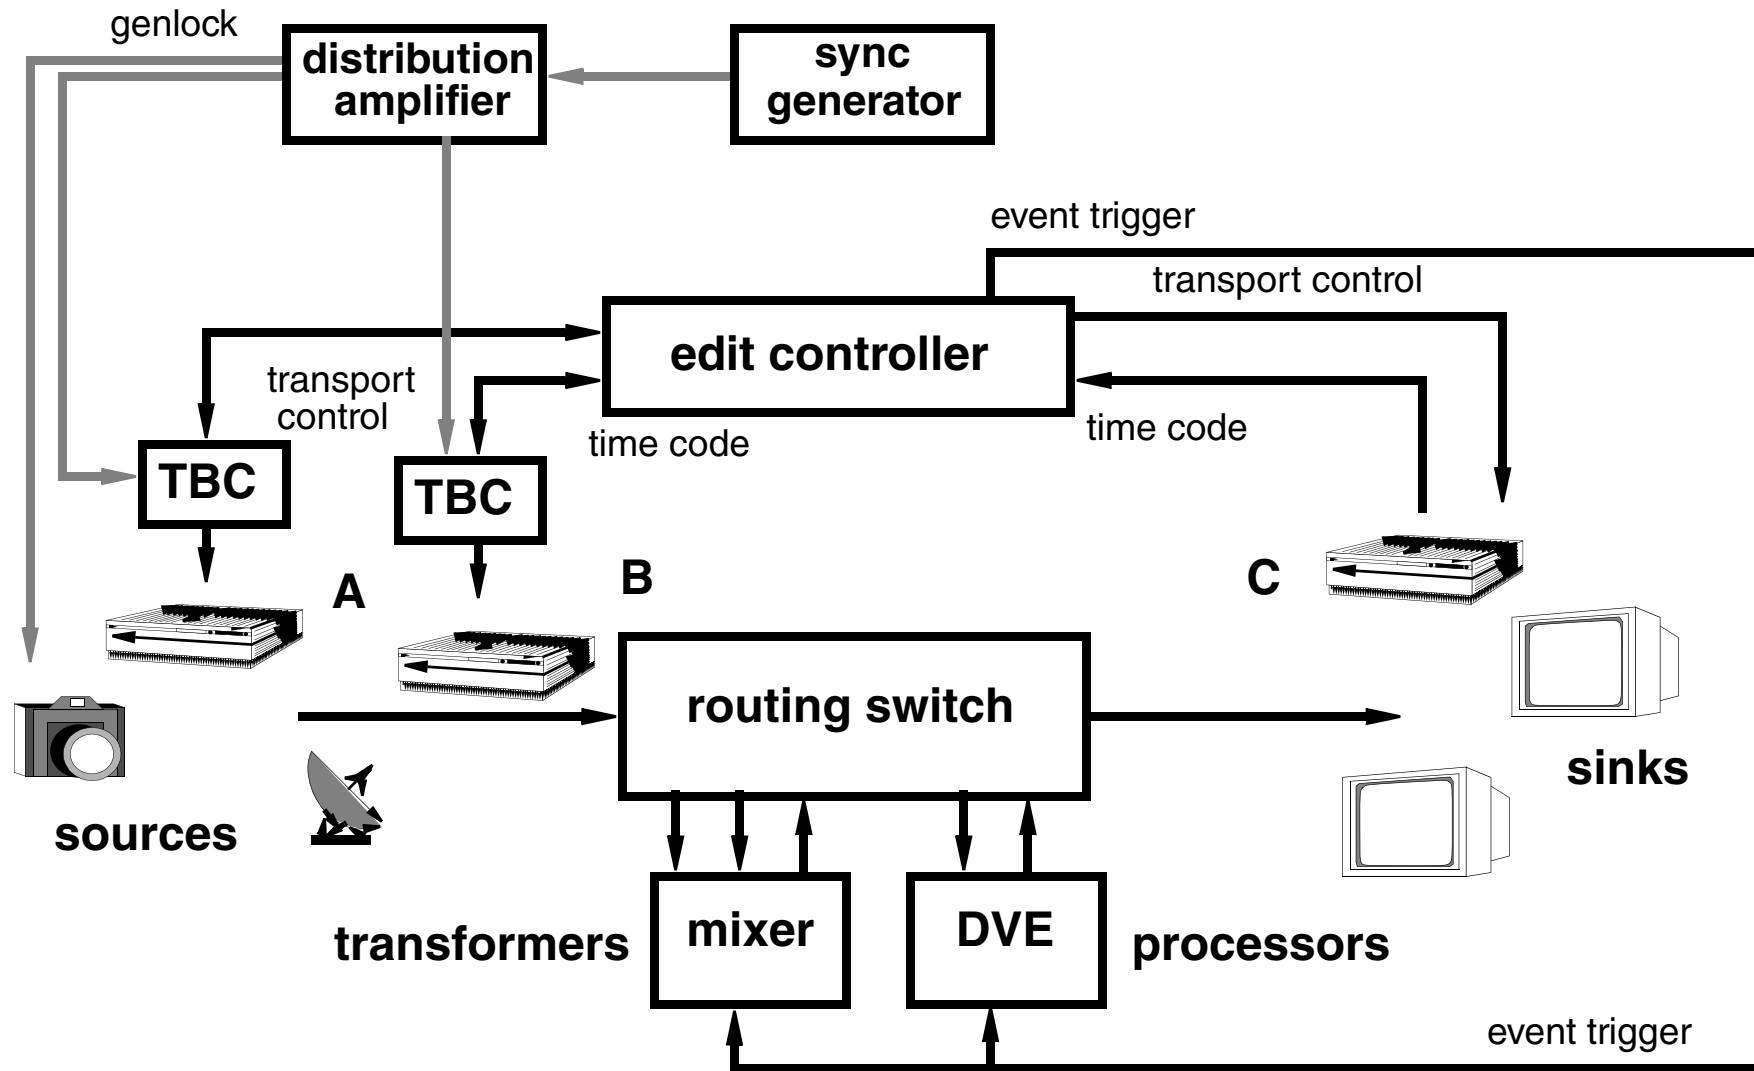 genlock
distribution
amplifier
sync
generator
event trigger
transport control
edit controller
transport
control
time code
time code
TBC
TBC
A
B
C
routing switch
sinks
sources
transformers
mixer
DVE
processors
event trigger